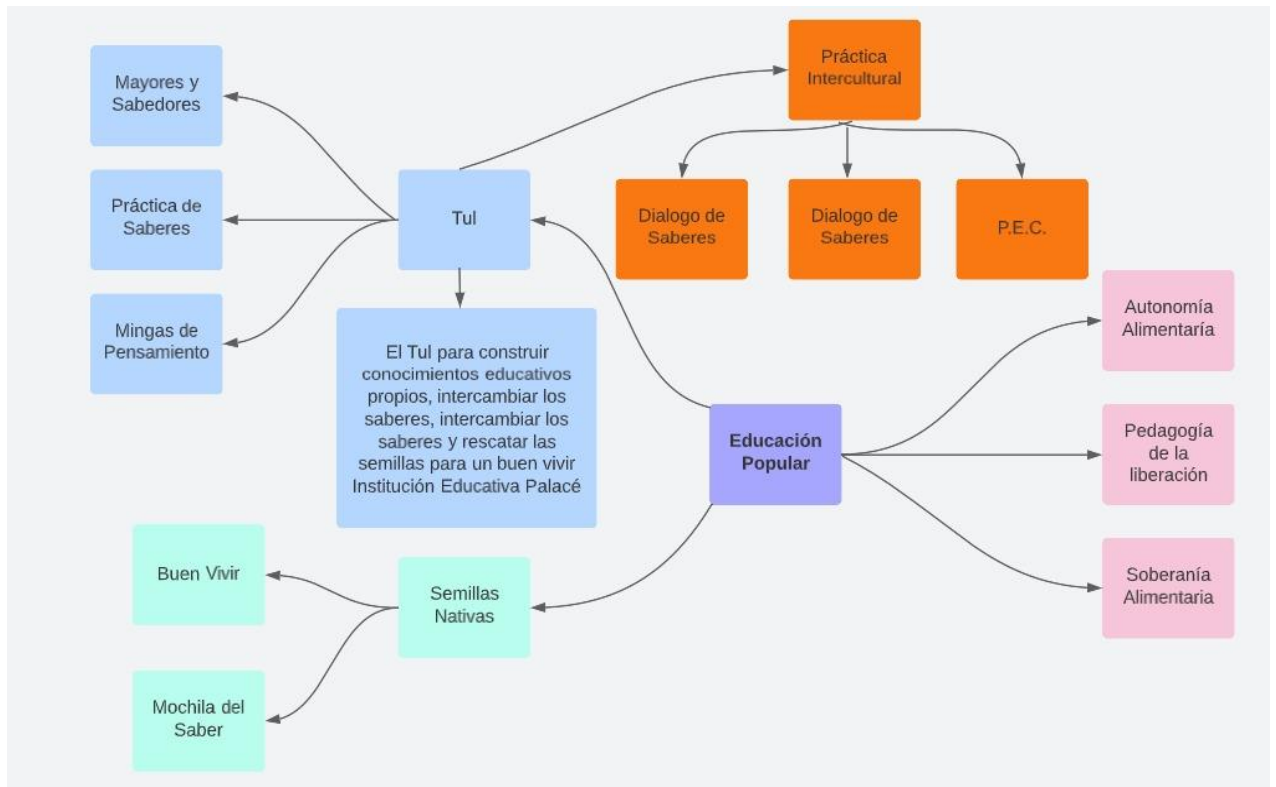 Práctica
Intercultural
Mayores y
Sabedores
Práctica de
Saberes
Tul
Dialogo de
Saberes
Dialogo de
Saberes
P.E.C.
Mingas de
Pensamiento
El Tul para construir
conocimientos educativos
propios, intercambiar los
saberes, intercambiar los
saberes y rescatar las
semillas para un buen vivir
Institución Educativa Palacé
Autonomía
Alimentaría
Educación
Popular
Pedagogía
de la
liberación
Buen Vivir
Semillas
Nativas
Soberanía
Alimentaria
Mochila del
Saber